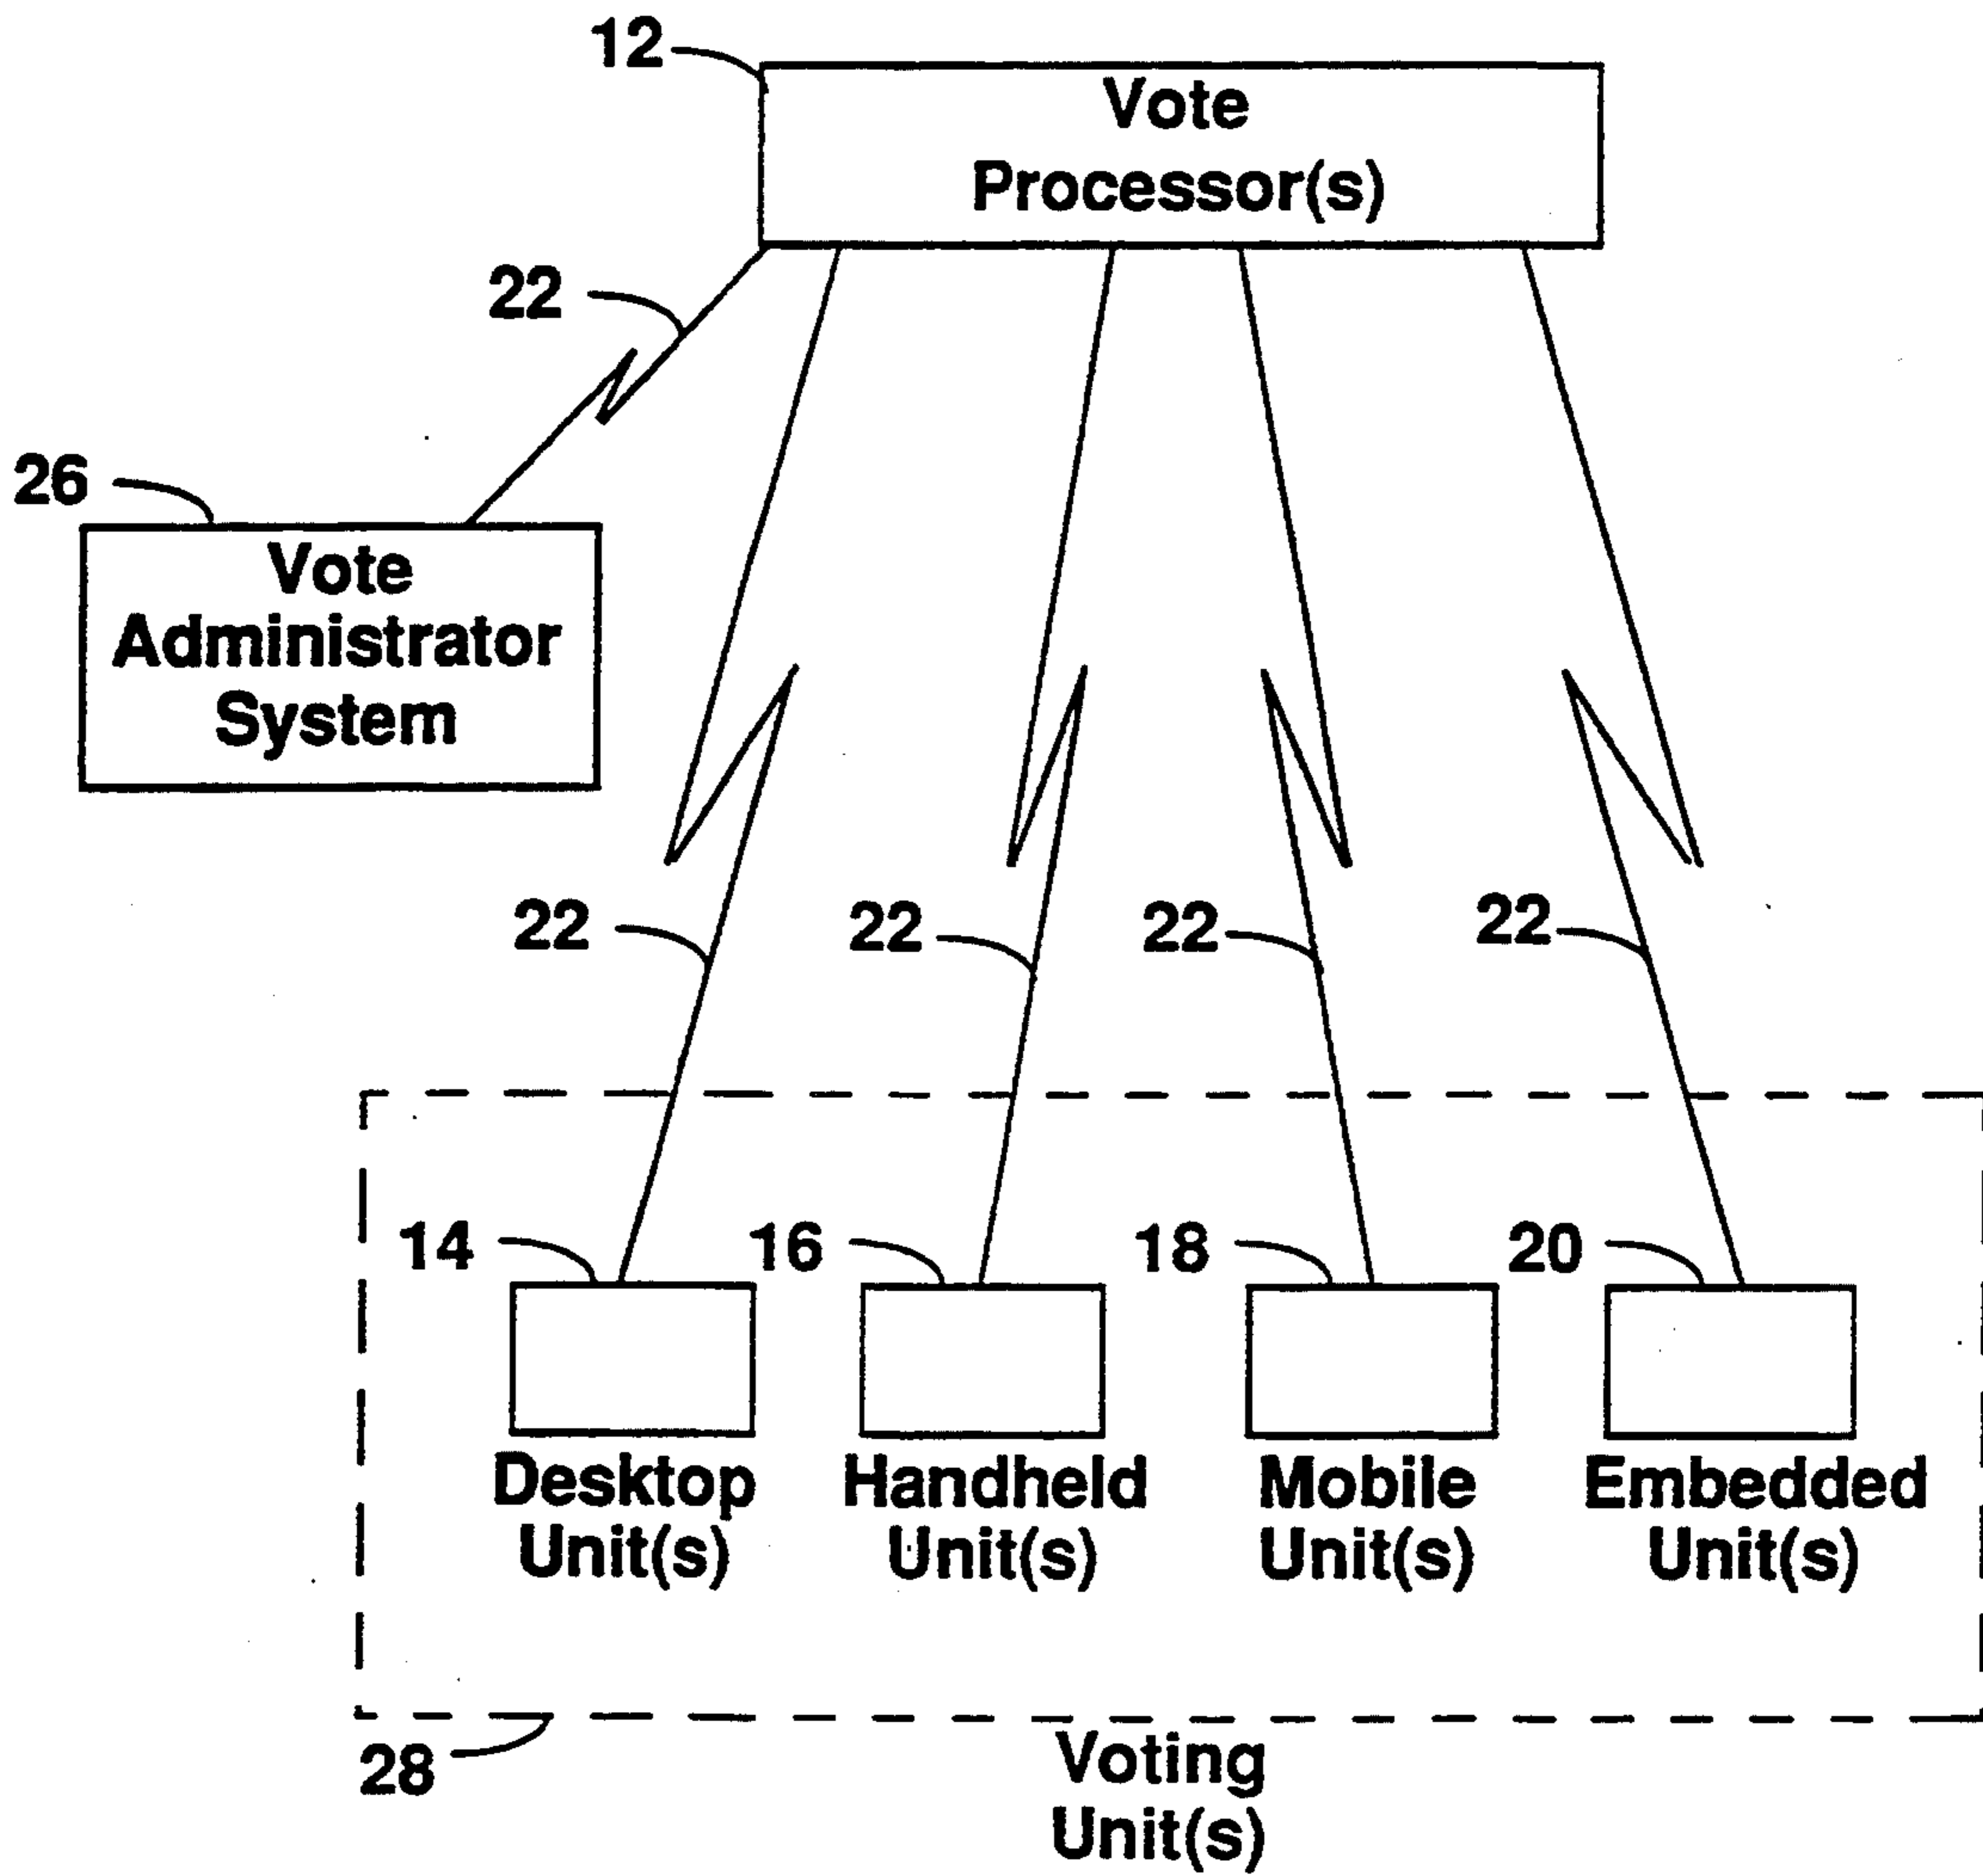 12
Vote
Processor(s)
22
26
Vote
Administrator
System
22
22
22
22
14
16
18
20
Desktop
Unit(s)
Handheld
Unit(s)
Mobile
Unit(s)
Embedded
Unit(s)
28
Voting
Unit(s)